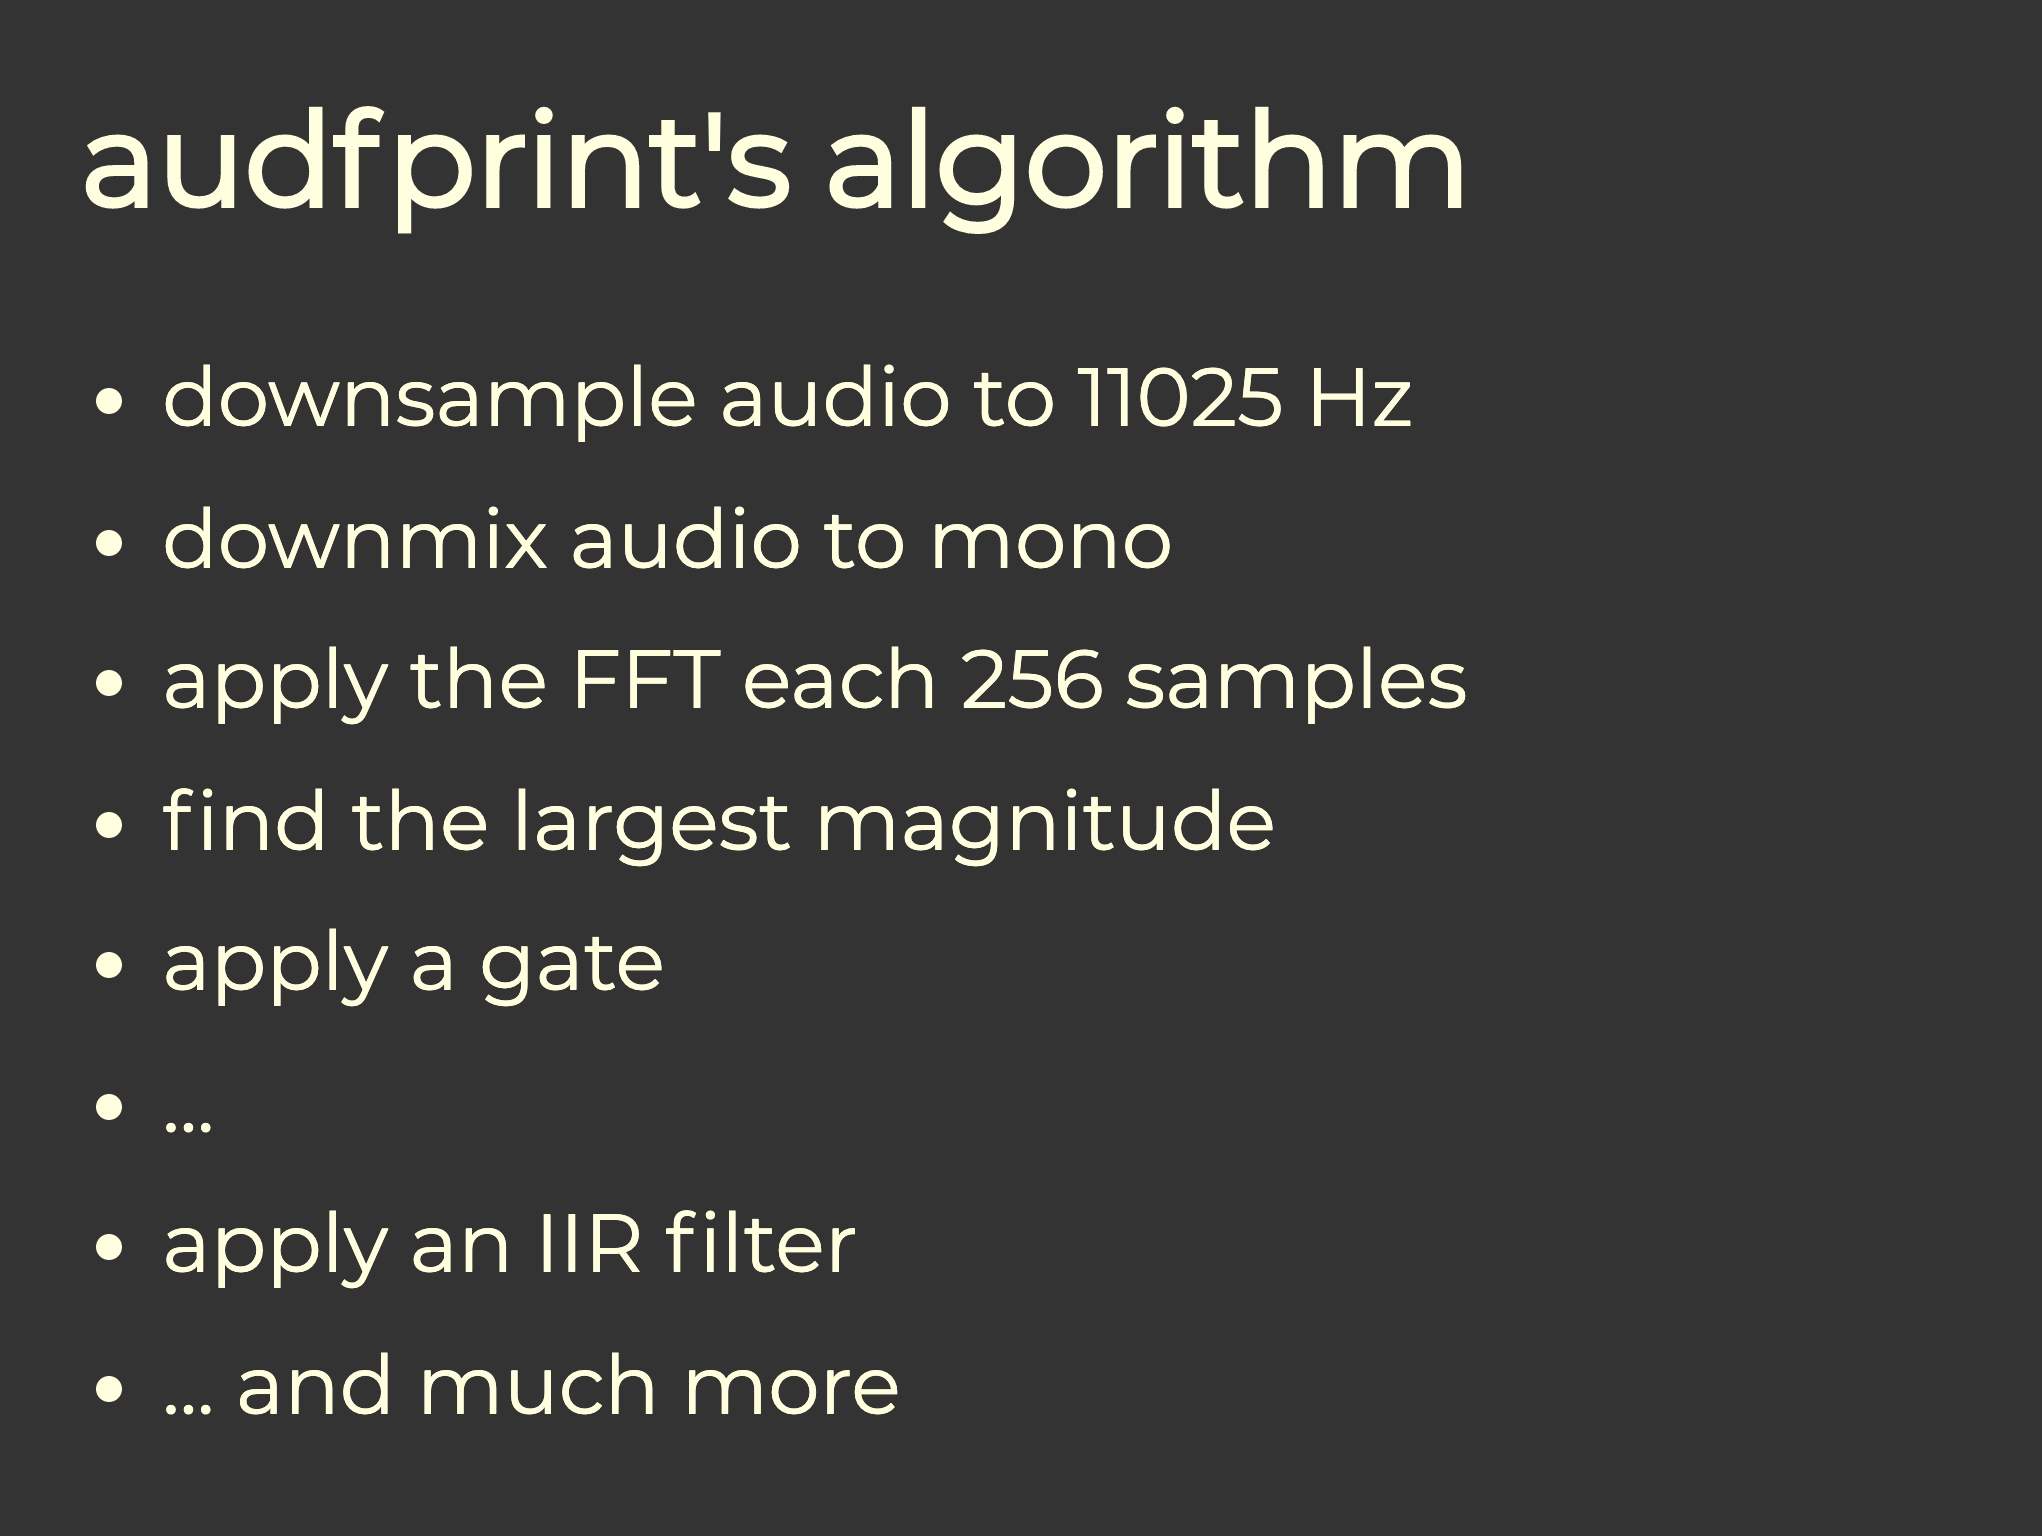 audfprint's algorithm
• downsample audio to 11025 Hz
• downmix audio to mono
• apply the FFT each 256 samples
• find the largest magnitude
• apply a gate
• ...
• apply an IIR filter
• ... and much more